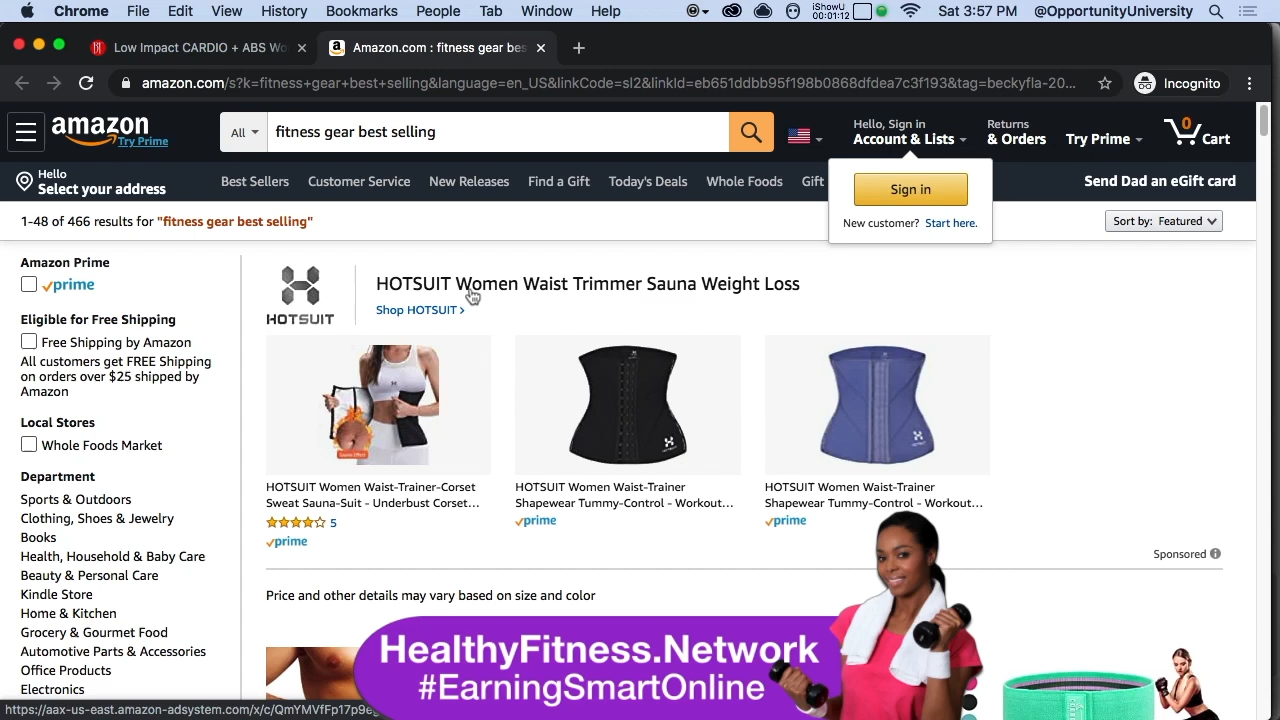 Chrome File Edit View History Bookmarks People Tab Window Help iShowU 00:01:12 Sat 3:57 PM @OpportunityUniversity
Low Impact CARDIO + ABS Wo
Amazon.com : fitness gear bes
amazon.com/s?k=fitness+gear+best+selling&language=en_US&linkCode=sl2&linkId=eb651ddbb95f198b0868dfdea7c3f193&tag=beckyfla-20... Incognito
amazon
Try Prime
All fitness gear best selling
Hello, Sign in
Account & Lists
Returns
& Orders
Try Prime
0
Cart
Hello
Select your address
Best Sellers Customer Service New Releases Find a Gift Today's Deals Whole Foods Gift
Send Dad an eGift card
Sign in
New customer? Start here.
1-48 of 466 results for "fitness gear best selling"
Sort by: Featured
Amazon Prime
prime
Eligible for Free Shipping
Free Shipping by Amazon
All customers get FREE Shipping
on orders over $25 shipped by
Amazon
Local Stores
Whole Foods Market
Department
Sports & Outdoors
Clothing, Shoes & Jewelry
Books
Health, Household & Baby Care
Beauty & Personal Care
Kindle Store
Home & Kitchen
Grocery & Gourmet Food
Automotive Parts & Accessories
Office Products
Electronics
HOTSUIT
HOTSUIT Women Waist Trimmer Sauna Weight Loss
Shop HOTSUIT ›
HOTSUIT Women Waist-Trainer-Corset
Sweat Sauna-Suit - Underbust Corset...
5
prime
HOTSUIT Women Waist-Trainer
Shapewear Tummy-Control - Workout...
prime
HOTSUIT Women Waist-Trainer
Shapewear Tummy-Control - Workout...
prime
Sponsored
Price and other details may vary based on size and color
HealthyFitness.Network
#EarningSmartOnline